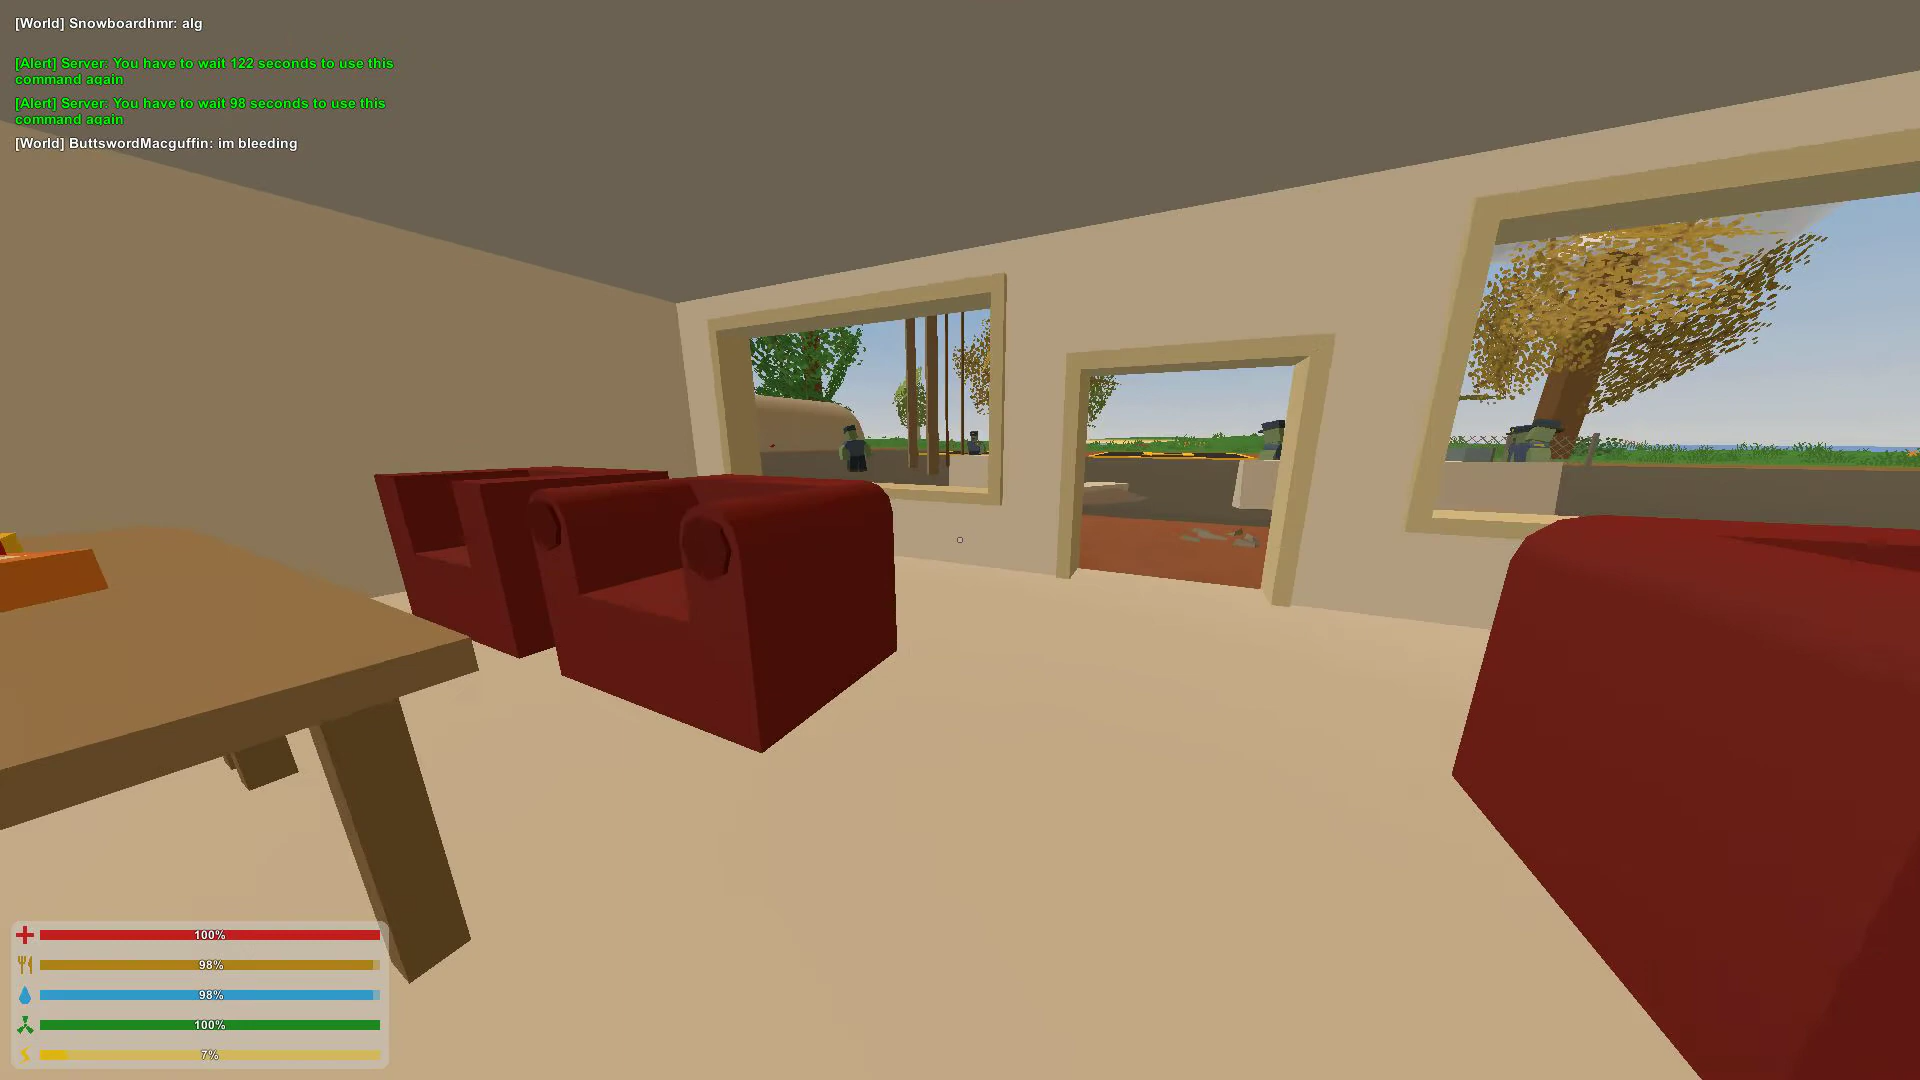 [World] Snowboardhmr: alg
[Alert] Server: You have to wait 122 seconds to use this
command again
[Alert] Server: You have to wait 98 seconds to use this
command again
[World] ButtswordMacguffin: im bleeding
100%
98%
98%
100%
7%